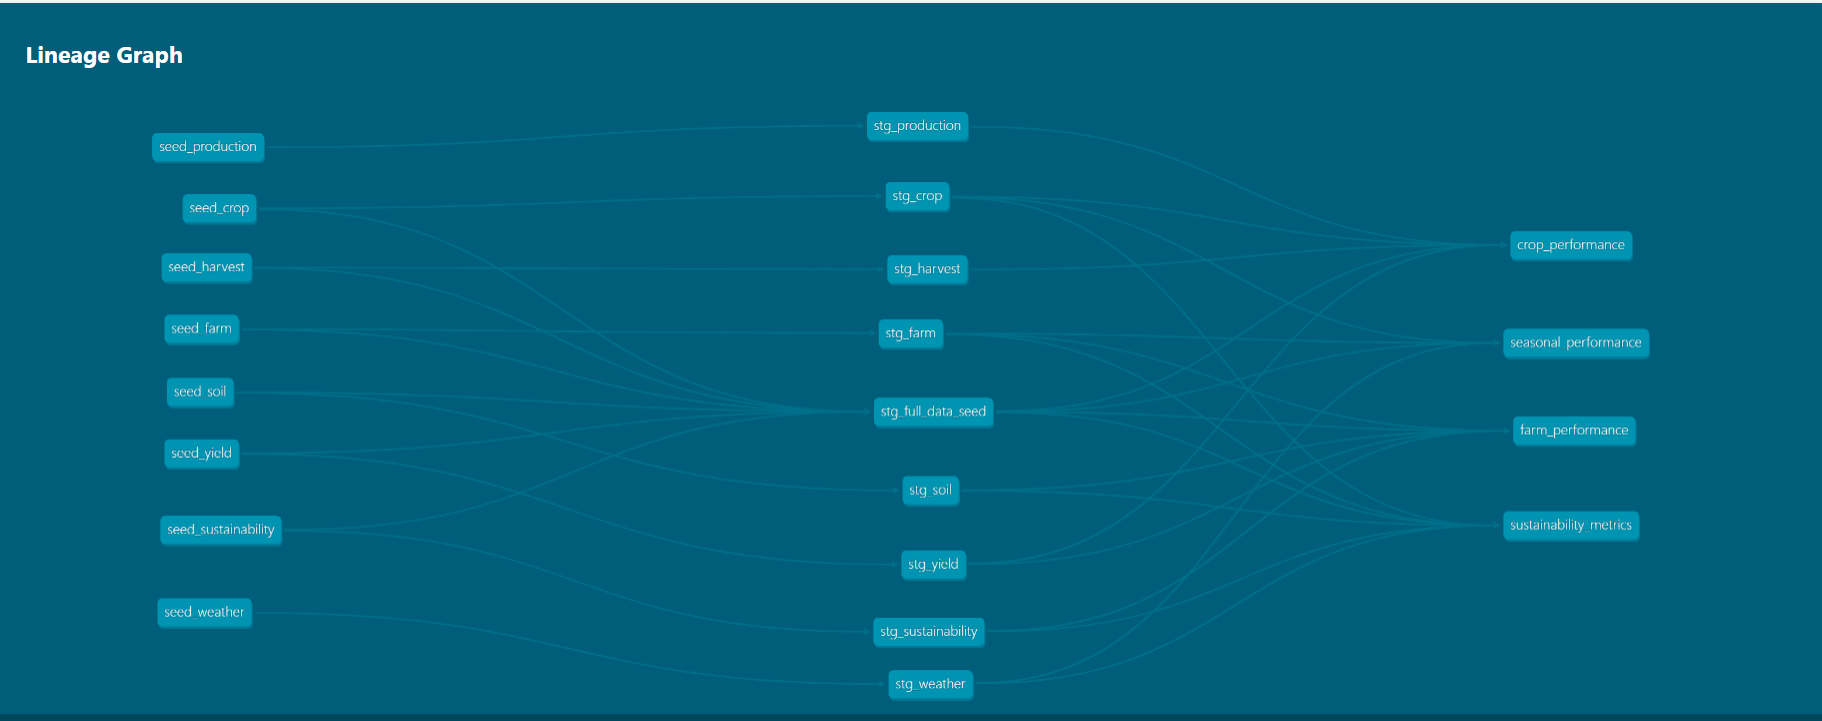 Lineage Graph
seed_production
seed_crop
seed_harvest
seed_farm
seed_soil
seed_yield
seed_sustainability
seed_weather
stg_production
stg_crop
stg_harvest
stg_farm
stg_full_data_seed
stg_soil
stg_yield
stg_sustainability
stg_weather
crop_performance
seasonal_performance
farm_performance
sustainability_metrics